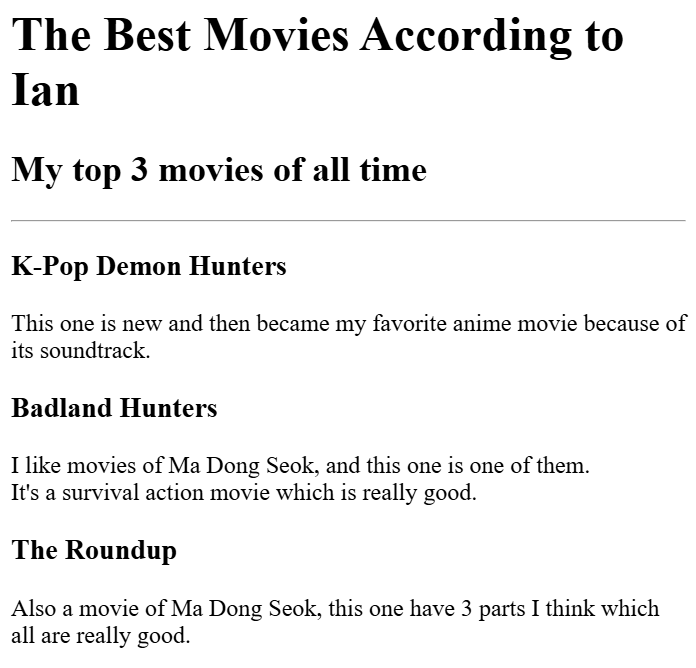 The Best Movies According to
Ian
My top 3 movies of all time
K-Pop Demon Hunters
This one is new and then became my favorite anime movie because of
its soundtrack.
Badland Hunters
I like movies of Ma Dong Seok, and this one is one of them.
It's a survival action movie which is really good.
The Roundup
Also a movie of Ma Dong Seok, this one have 3 parts I think which
all are really good.